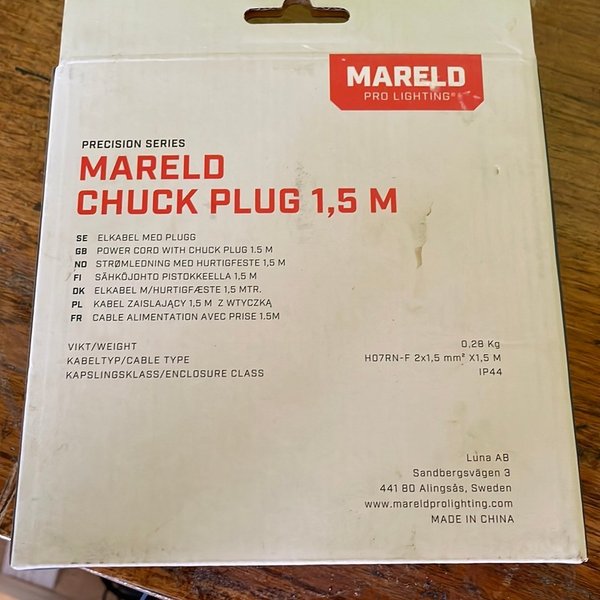 MARELD
PRO LIGHTING®
PRECISION SERIES
MARELD
CHUCK PLUG 1,5 M
SE ELKABEL MED PLUGG
GB POWER CORD WITH CHUCK PLUG 1.5 M
NO STRØMLEDNING MED HURTIGFESTE 1,5 M
FI SÄHKÖJOHTO PISTOKKEELLA 1,5 M
DK ELKABEL M/HURTIGFÆSTE 1,5 MTR.
PL KABEL ZAISLAJĄCY 1,5 M Z WTYCZKĄ
FR CABLE ALIMENTATION AVEC PRISE 1.5M
VIKT/WEIGHT 0,28 Kg
KABELTYP/CABLE TYPE H07RN-F 2x1,5 mm² X1,5 M
KAPSLINGSKLASS/ENCLOSURE CLASS IP44
Luna AB
Sandbergsvägen 3
441 80 Alingsås, Sweden
www.mareldprolighting.com
MADE IN CHINA